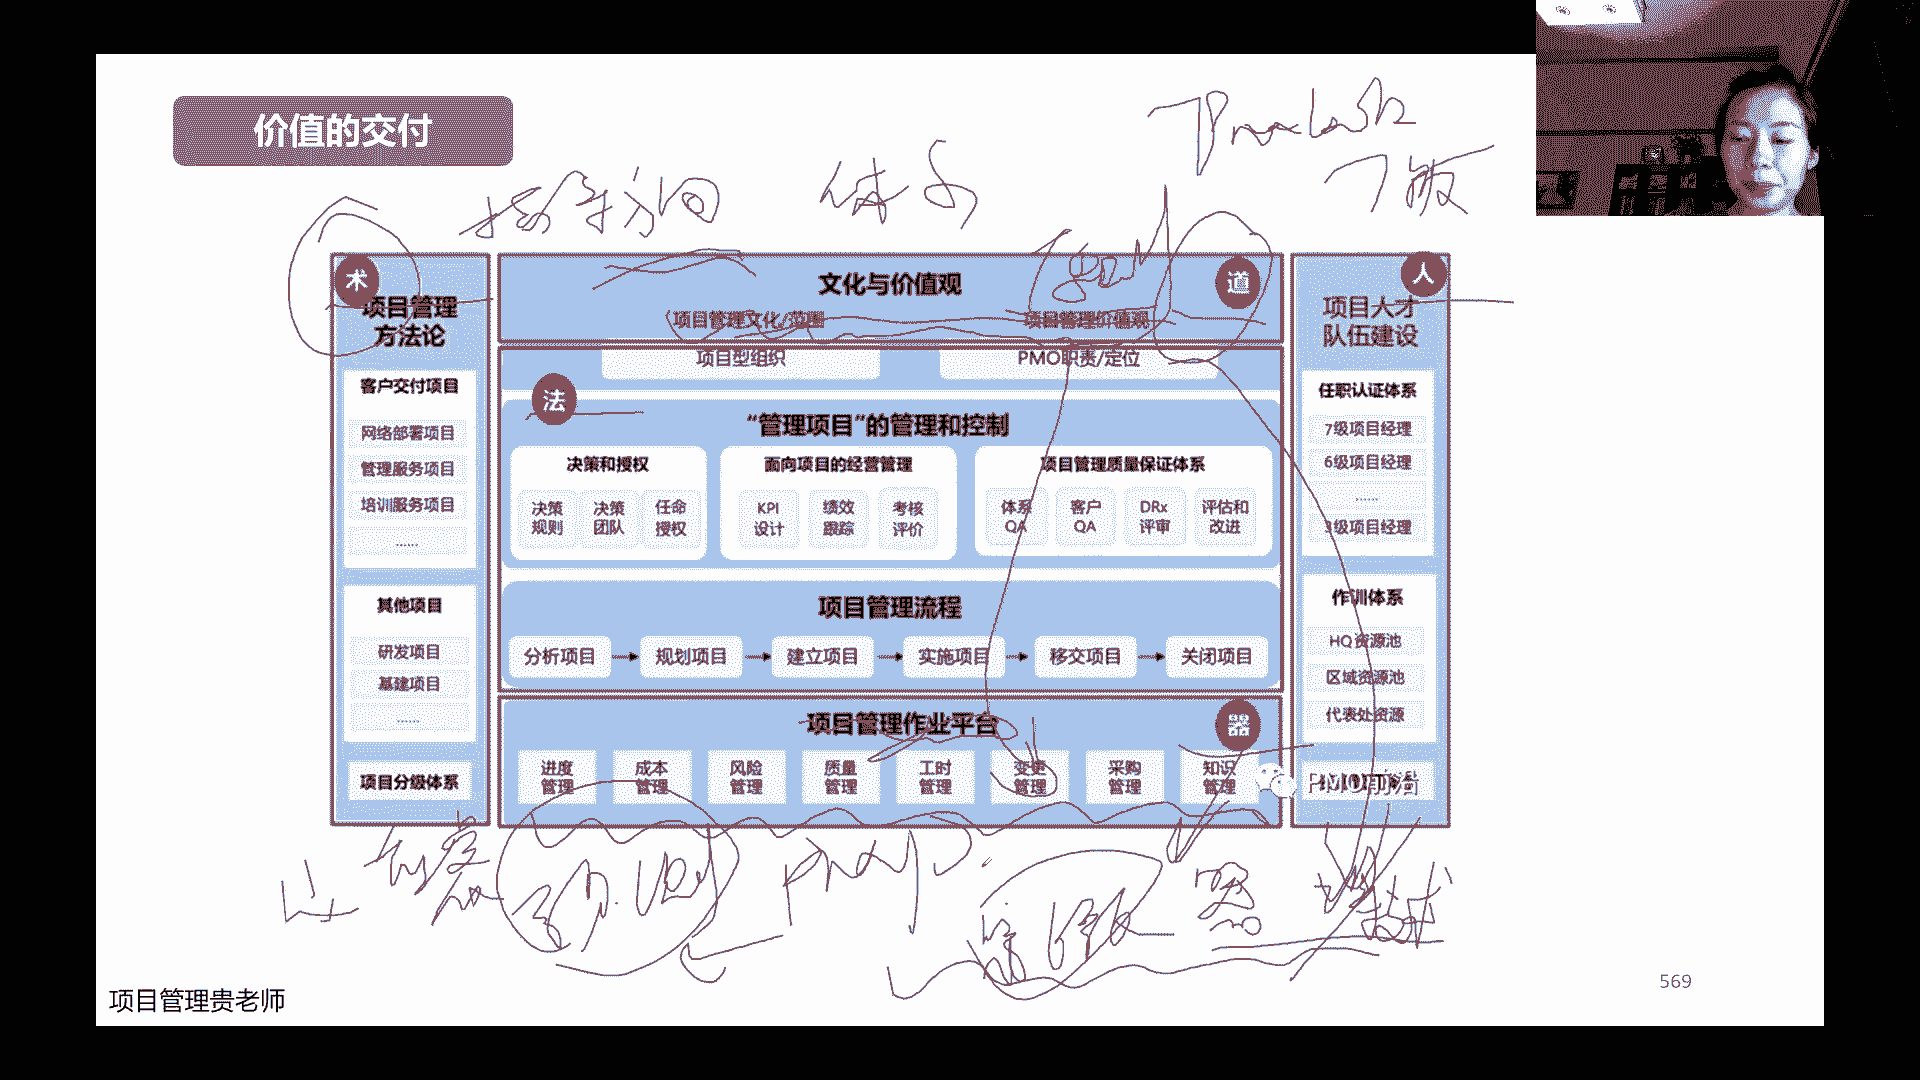 价值的交付
指导方向
体系
PMBOK
7版
术
项目管理
方法论
客户交付项目
网络部署项目
管理服务项目
培训服务项目
......
其他项目
研发项目
基建项目
......
项目分级体系
文化与价值观
道
项目管理文化/范围
项目管理价值观
项目型组织
PMO职责/定位
法
“管理项目”的管理和控制
决策和授权
决策
规则
决策
团队
任命
授权
面向项目的经营管理
KPI
设计
绩效
跟踪
考核
评价
项目管理质量保证体系
体系
QA
客户
QA
DRx
评审
评估和
改进
项目管理流程
分析项目
规划项目
建立项目
实施项目
移交项目
关闭项目
项目管理作业平台
器
进度
管理
成本
管理
风险
管理
质量
管理
工时
管理
变更
管理
采购
管理
知识
管理
人
项目人才
队伍建设
任职认证体系
7级项目经理
6级项目经理
......
3级项目经理
作训体系
HQ资源池
区域资源池
代表处资源
PMO前沿
项目管理贵老师
569